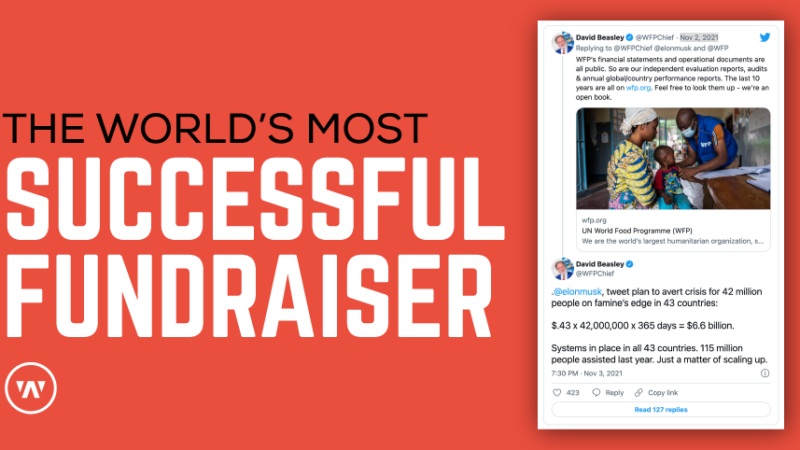 THE WORLD'S MOST
SUCCESSFUL
FUNDRAISER
David Beasley @WFPChief · Nov 2, 2021
Replying to @WFPChief @elonmusk and @WFP
WFP's financial statements and operational documents are
all public. So are our independent evaluation reports, audits
& annual global/country performance reports. The last 10
years are all on wfp.org. Feel free to look them up - we're an
open book.
wfp.org
UN World Food Programme (WFP)
We are the world's largest humanitarian organization, s...
David Beasley
@WFPChief
.@elonmusk, tweet plan to avert crisis for 42 million
people on famine's edge in 43 countries:
$.43 x 42,000,000 x 365 days = $6.6 billion.
Systems in place in all 43 countries. 115 million
people assisted last year. Just a matter of scaling up.
7:30 PM · Nov 3, 2021
423 Reply Copy link
Read 127 replies